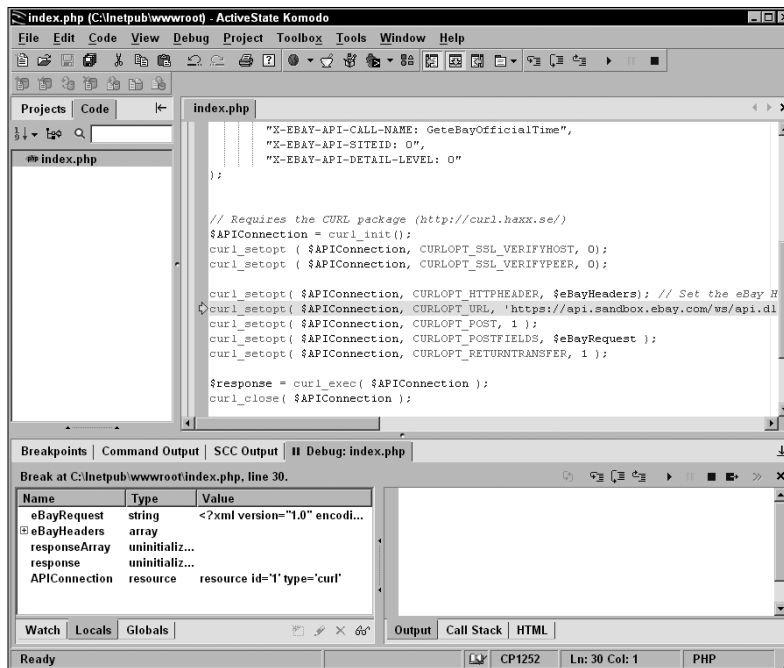 index.php (C:\Inetpub\wwwroot) - ActiveState Komodo
File Edit Code View Debug Project Toolbox Tools Window Help
Projects Code
index.php
index.php
"X-EBAY-API-CALL-NAME: GeteBayOfficialTime",
"X-EBAY-API-SITEID: 0",
"X-EBAY-API-DETAIL-LEVEL: 0"
);
// Requires the CURL package (http://curl.haxx.se/)
$APIConnection = curl_init();
curl_setopt ( $APIConnection, CURLOPT_SSL_VERIFYHOST, 0);
curl_setopt ( $APIConnection, CURLOPT_SSL_VERIFYPEER, 0);
curl_setopt( $APIConnection, CURLOPT_HTTPHEADER, $eBayHeaders); // Set the eBay H
curl_setopt( $APIConnection, CURLOPT_URL, 'https://api.sandbox.ebay.com/ws/api.dl
curl_setopt( $APIConnection, CURLOPT_POST, 1 );
curl_setopt( $APIConnection, CURLOPT_POSTFIELDS, $eBayRequest );
curl_setopt( $APIConnection, CURLOPT_RETURNTRANSFER, 1 );
$response = curl_exec( $APIConnection );
curl_close( $APIConnection );
Breakpoints Command Output SCC Output Debug: index.php
Break at C:\Inetpub\wwwroot\index.php, line 30.
Name Type Value
eBayRequest string <?xml version="1.0" encodi...
eBayHeaders array
responseArray uninitializ...
response uninitializ...
APIConnection resource resource id='1' type='curl'
Watch Locals Globals
Output Call Stack HTML
Ready CP1252 Ln: 30 Col: 1 PHP